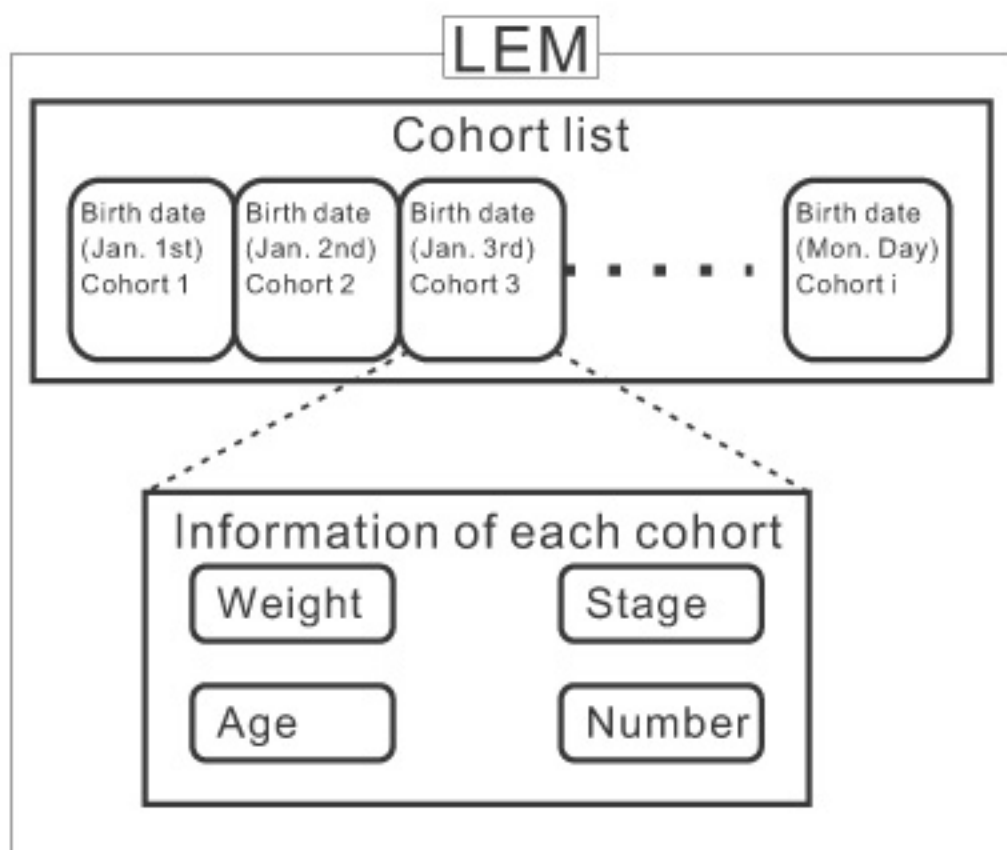 LEM
Cohort list
Birth date
(Jan. 1st)
Cohort 1
Birth date
(Jan. 2nd)
Cohort 2
Birth date
(Jan. 3rd)
Cohort 3
Birth date
(Mon. Day)
Cohort i
Information of each cohort
Weight
Stage
Age
Number